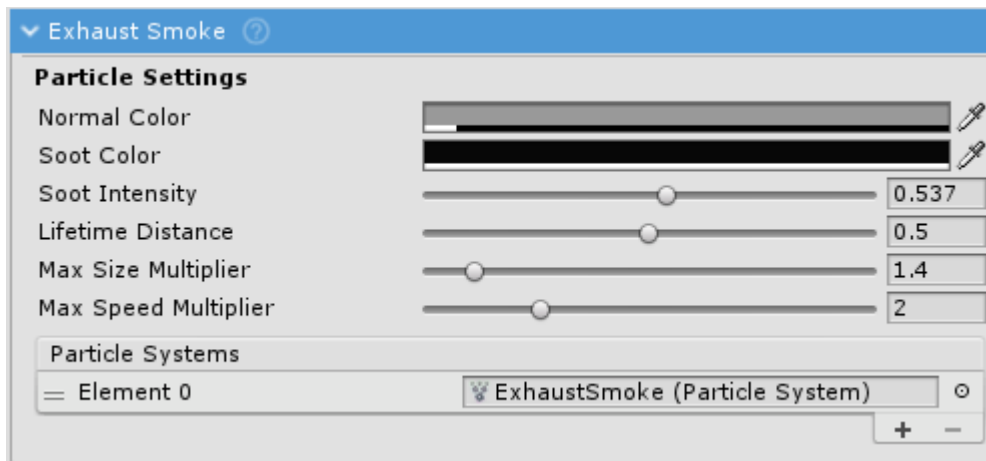 Exhaust Smoke ?
Particle Settings
Normal Color
Soot Color
Soot Intensity 0.537
Lifetime Distance 0.5
Max Size Multiplier 1.4
Max Speed Multiplier 2
Particle Systems
Element 0 ExhaustSmoke (Particle System)
+ −